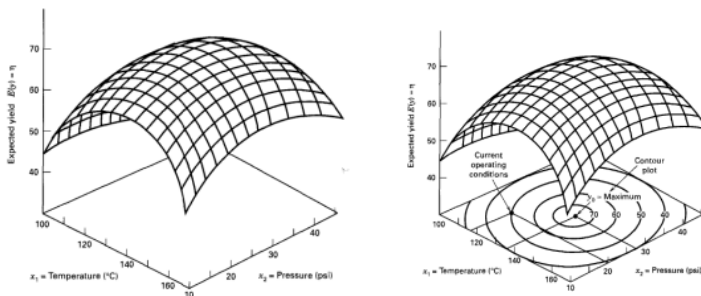 Expected yield E(y) = η
70
60
50
40
100
120
140
160
10
20
30
40
x₁ = Temperature (°C)
x₂ = Pressure (psi)
Expected yield E(y) = η
70
60
50
40
Current
operating
conditions
Contour
plot
y₀ = Maximum
70 60 50 40
100
120
140
160
10
20
30
40
x₁ = Temperature (°C)
x₂ = Pressure (psi)